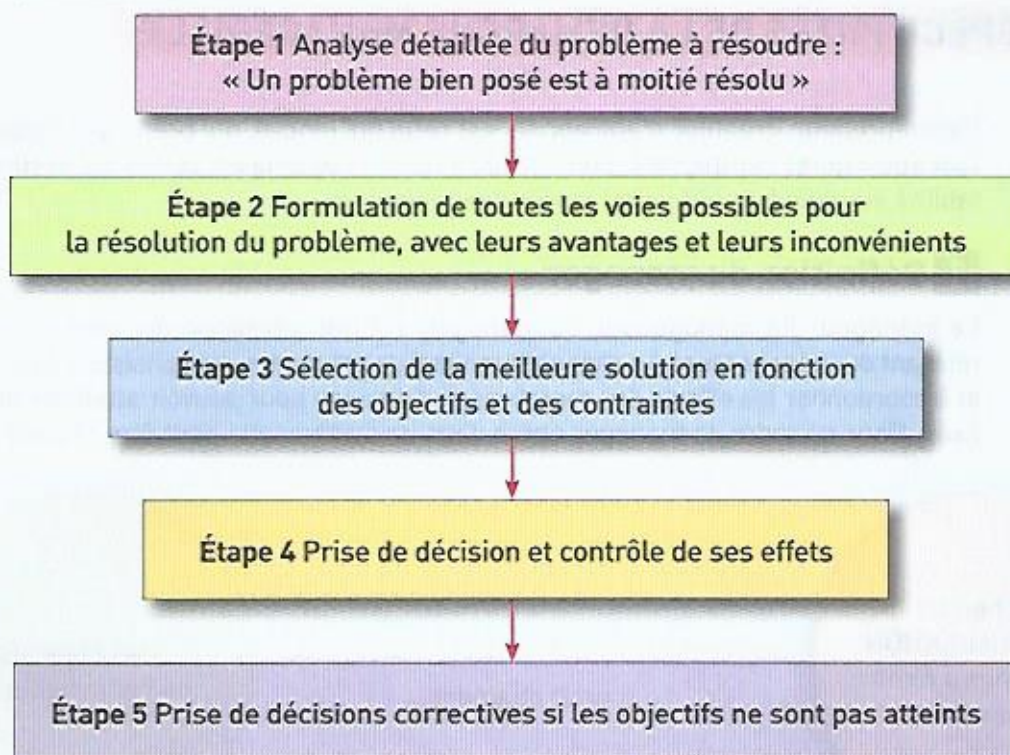 Étape 1 Analyse détaillée du problème à résoudre :
« Un problème bien posé est à moitié résolu »
Étape 2 Formulation de toutes les voies possibles pour
la résolution du problème, avec leurs avantages et leurs inconvénients
Étape 3 Sélection de la meilleure solution en fonction
des objectifs et des contraintes
Étape 4 Prise de décision et contrôle de ses effets
Étape 5 Prise de décisions correctives si les objectifs ne sont pas atteints